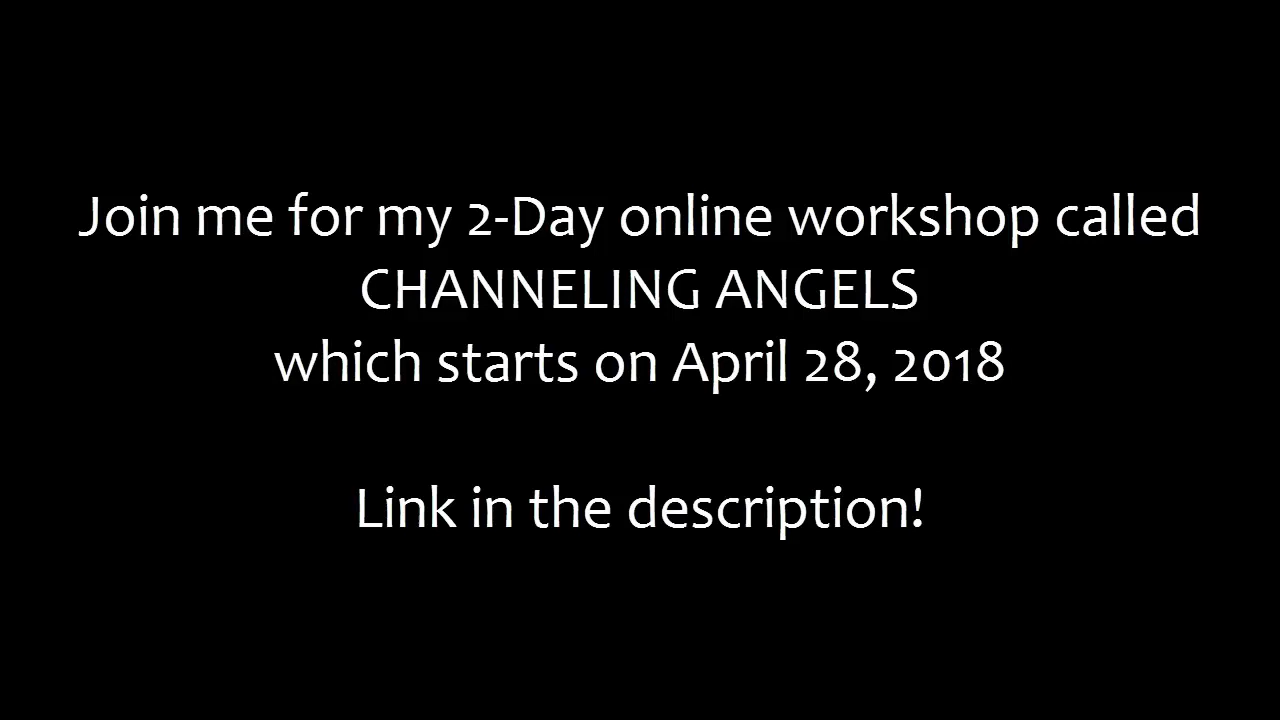 Join me for my 2-Day online workshop called
CHANNELING ANGELS
which starts on April 28, 2018
Link in the description!